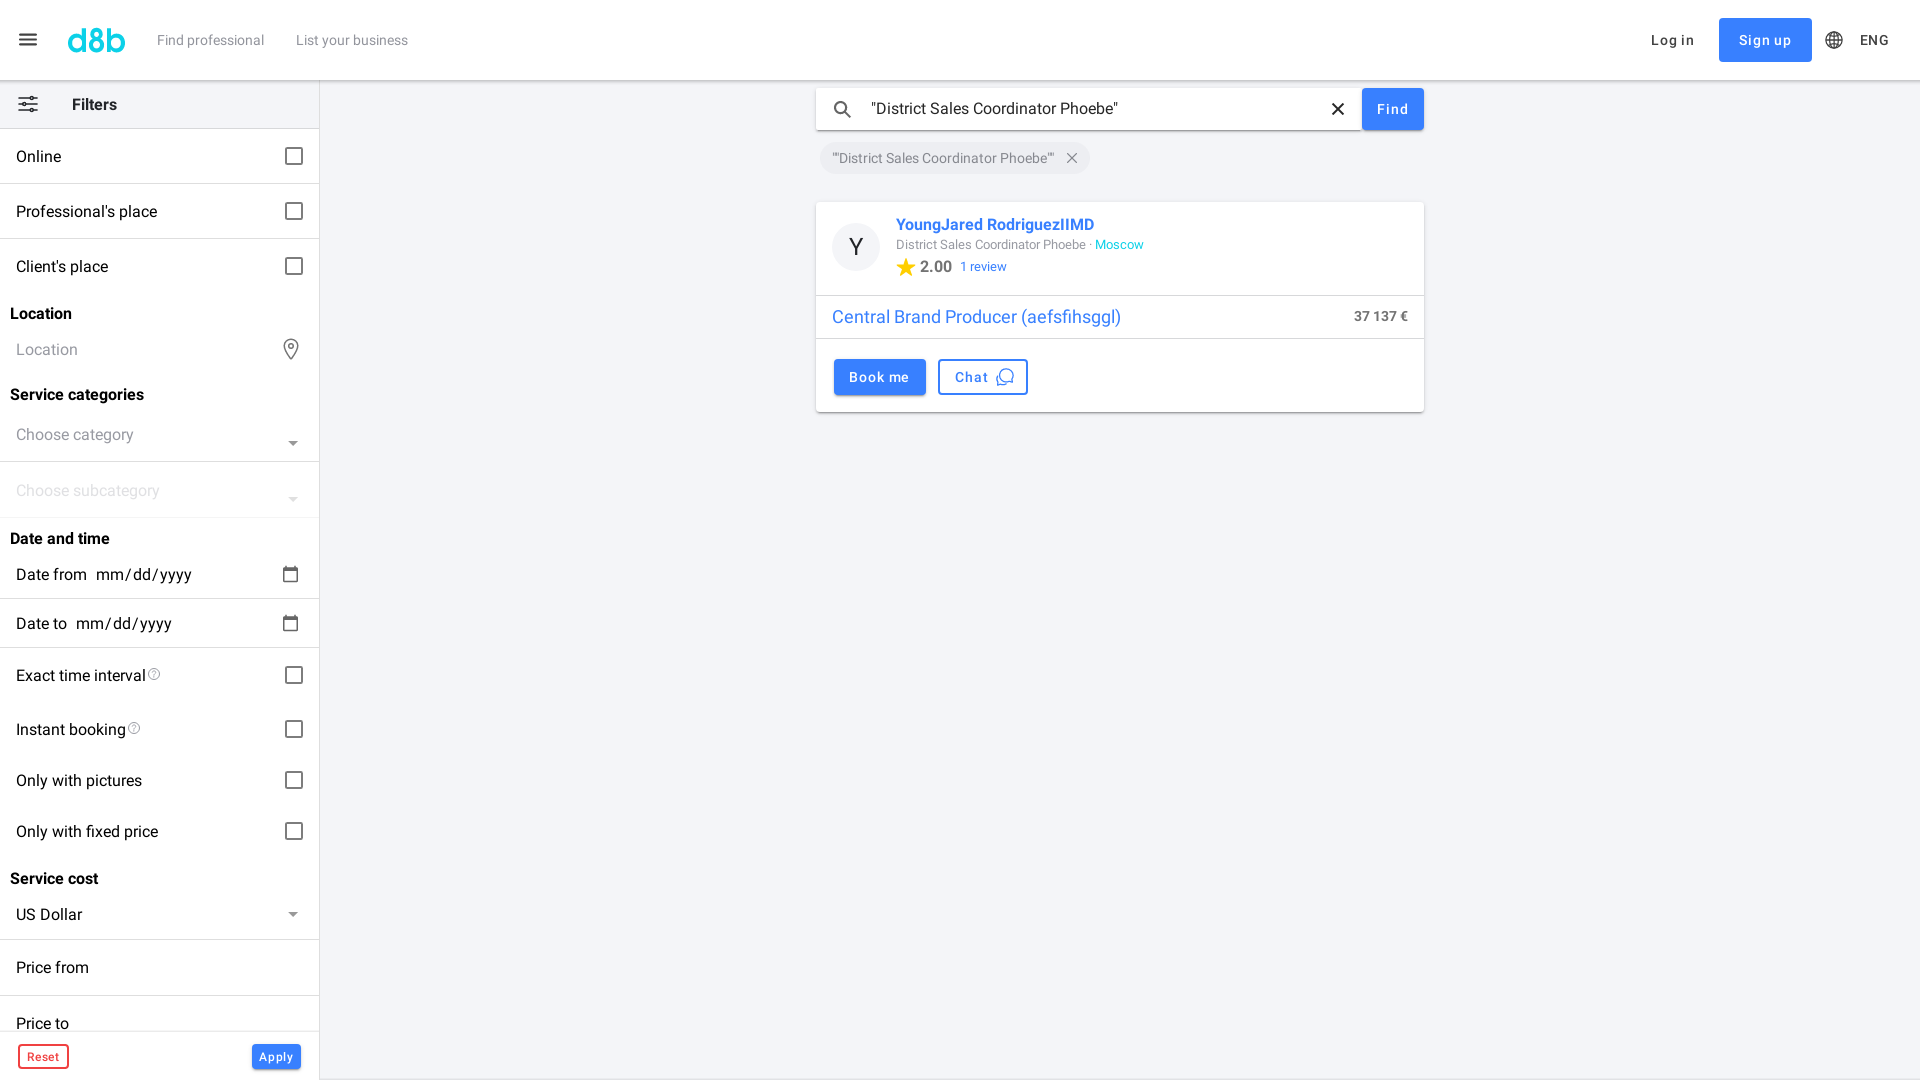 d8b
Find professional
List your business
Log in
Sign up
ENG
Filters
Online
Professional's place
Client's place
Location
Location
Service categories
Choose category
Choose subcategory
Date and time
Date from mm/dd/yyyy
Date to mm/dd/yyyy
Exact time interval
Instant booking
Only with pictures
Only with fixed price
Service cost
US Dollar
Price from
Price to
Reset
Apply
"District Sales Coordinator Phoebe"
Find
""District Sales Coordinator Phoebe""
Y
YoungJared RodriguezIIMD
District Sales Coordinator Phoebe · Moscow
2.00 1 review
Central Brand Producer (aefsfihsggl)
37 137 €
Book me
Chat